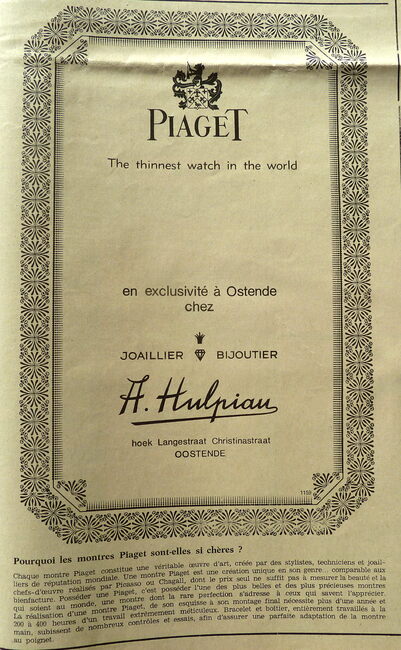 PIAGET
The thinnest watch in the world
en exclusivité à Ostende
chez
JOAILLIER BIJOUTIER
A. Hulpiau
hoek Langestraat Christinastraat
OOSTENDE
1153
Pourquoi les montres Piaget sont-elles si chères ?
Chaque montre Piaget constitue une véritable œuvre d'art, créée par des stylistes, techniciens et joail-
liers de réputation mondiale. Une montre Piaget est une création unique en son genre... comparable aux
chefs-d'œuvre réalisés par Picasso ou Chagall, dont le prix seul ne suffit pas à mesurer la beauté et la
bienfacture. Posséder une Piaget, c'est posséder l'une des plus belles et des plus précieuses montres
qui soient au monde, une montre dont la rare perfection s'adresse à ceux qui savent l'apprécier.
La réalisation d'une montre Piaget, de son esquisse à son montage final nécessite plus d'une année et
200 à 400 heures d'un travail extrêmement méticuleux. Bracelet et boîtier, entièrement travaillés à la
main, subissent de nombreux contrôles et essais, afin d'assurer une parfaite adaptation de la montre
au poignet.